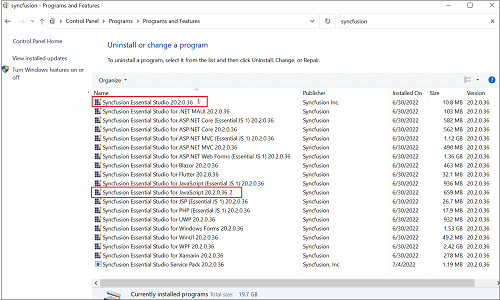 Programs and Features
Control Panel > Programs > Programs and Features
syncfusion
Control Panel Home
View installed updates
Turn Windows features on or off
Uninstall or change a program
To uninstall a program, select it from the list and then click Uninstall, Change, or Repair.
Organize
Name Publisher Installed On Size Version
Syncfusion Essential Studio 20.2.0.36 1 Syncfusion Inc. 6/30/2022 10.8 MB 20.2.0.36
Syncfusion Essential Studio for .NET MAUI 20.2.0.36 Syncfusion, Inc. 6/30/2022 103 MB 20.2.0.36
Syncfusion Essential Studio for ASP.NET Core (Essential JS 1) 20.2.0.36 Syncfusion, Inc. 6/30/2022 582 MB 20.2.0.36
Syncfusion Essential Studio for ASP.NET Core 20.2.0.36 Syncfusion, Inc. 6/30/2022 562 MB 20.2.0.36
Syncfusion Essential Studio for ASP.NET MVC (Essential JS 1) 20.2.0.36 Syncfusion, Inc. 6/30/2022 1.12 GB 20.2.0.36
Syncfusion Essential Studio for ASP.NET MVC 20.2.0.36 Syncfusion, Inc. 6/30/2022 490 MB 20.2.0.36
Syncfusion Essential Studio for ASP.NET Web Forms (Essential JS 1) 20.2.0.36 Syncfusion, Inc. 6/30/2022 1.36 GB 20.2.0.36
Syncfusion Essential Studio for Blazor 20.2.0.36 Syncfusion, Inc. 6/30/2022 463 MB 20.2.0.36
Syncfusion Essential Studio for Flutter 20.2.0.36 Syncfusion, Inc. 6/30/2022 32.1 MB 20.2.0.36
Syncfusion Essential Studio for JavaScript (Essential JS 1) 20.2.0.36 Syncfusion, Inc. 6/30/2022 936 MB 20.2.0.36
Syncfusion Essential Studio for JavaScript 20.2.0.36 2 Syncfusion, Inc. 6/30/2022 659 MB 20.2.0.36
Syncfusion Essential Studio for JSP (Essential JS 1) 20.2.0.36 Syncfusion, Inc. 6/30/2022 26.7 MB 20.2.0.36
Syncfusion Essential Studio for PHP (Essential JS 1) 20.2.0.36 Syncfusion, Inc. 6/30/2022 17.9 MB 20.2.0.36
Syncfusion Essential Studio for UWP 20.2.0.36 Syncfusion, Inc. 6/30/2022 932 MB 20.2.0.36
Syncfusion Essential Studio for Windows Forms 20.2.0.36 Syncfusion, Inc. 6/30/2022 1.53 GB 20.2.0.36
Syncfusion Essential Studio for WinUI 20.2.0.36 Syncfusion, Inc. 6/30/2022 49.2 MB 20.2.0.36
Syncfusion Essential Studio for WPF 20.2.0.36 Syncfusion, Inc. 6/30/2022 2.42 GB 20.2.0.36
Syncfusion Essential Studio for Xamarin 20.2.0.36 Syncfusion, Inc. 6/30/2022 278 MB 20.2.0.36
Syncfusion Essential Studio Service Pack 20.2.0.36 Syncfusion, Inc. 7/4/2022 1.19 MB 20.2.0.36
Currently installed programs Total size: 19.7 GB